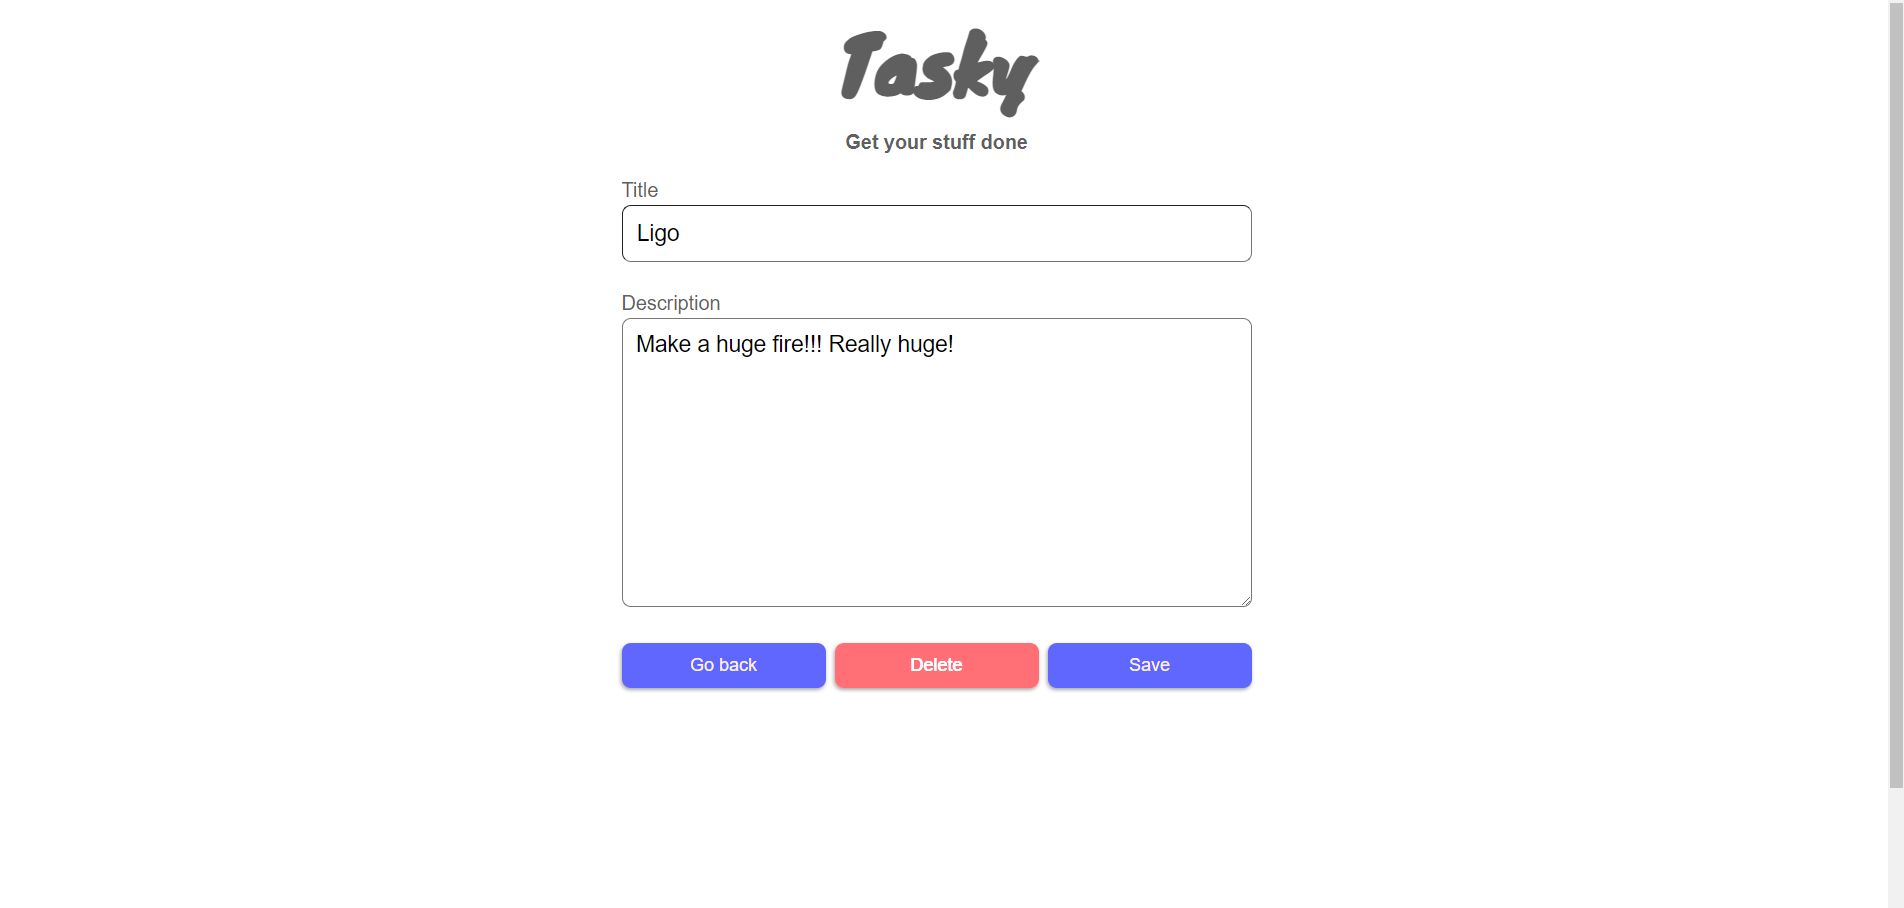 Tasky
Get your stuff done
Title
Ligo
Description
Make a huge fire!!! Really huge!
Go back
Delete
Save